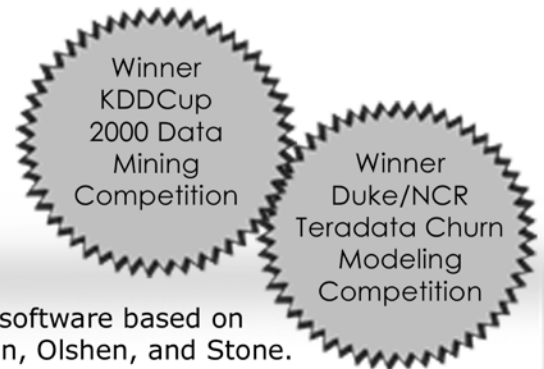 Winner
KDDCup
2000 Data
Mining
Competition
Winner
Duke/NCR
Teradata Churn
Modeling
Competition
software based on
n, Olshen, and Stone.